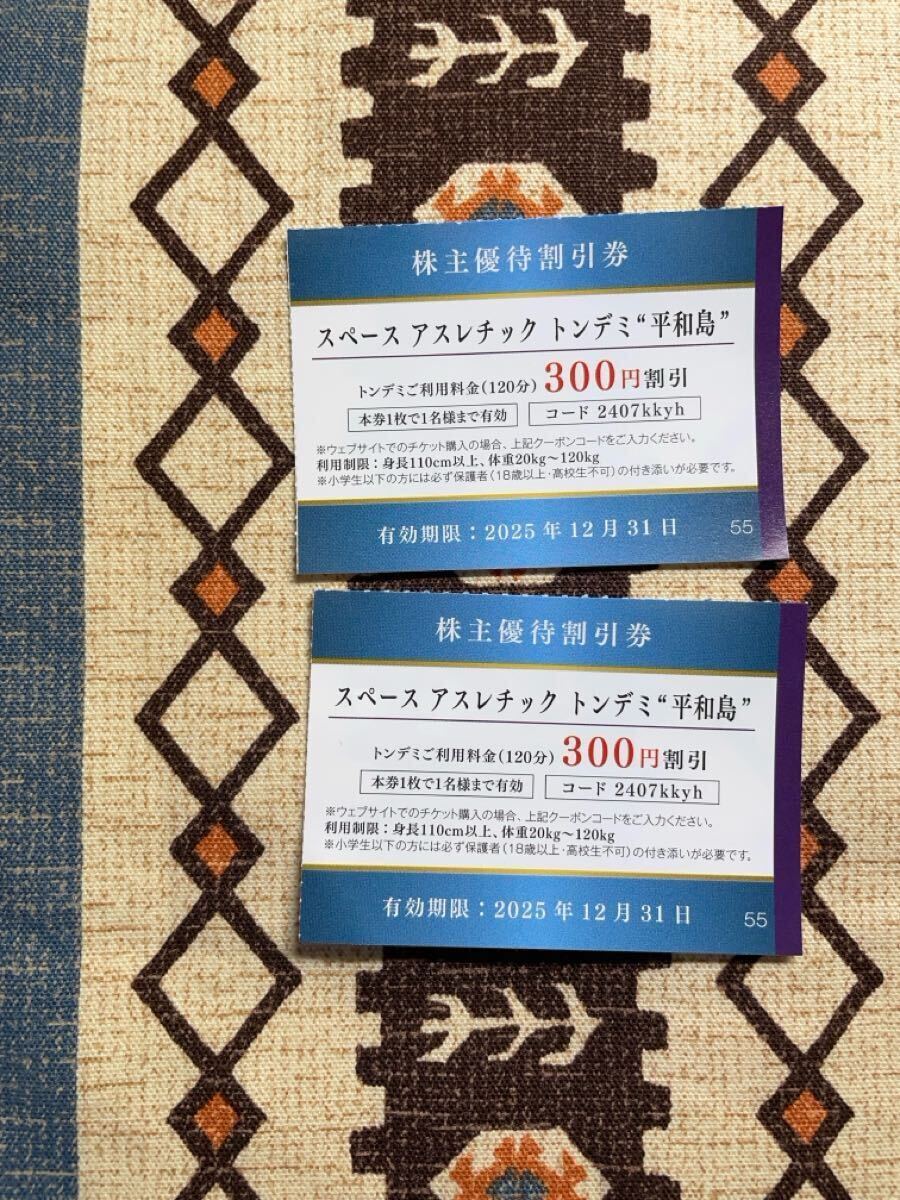 株主優待割引券
スペース アスレチック トンデミ“平和島”
トンデミご利用料金(120分) 300円割引
本券1枚で1名様まで有効 コード 2407kkyh
※ウェブサイトでのチケット購入の場合、上記クーポンコードをご入力ください。
利用制限：身長110cm以上、体重20kg～120kg
※小学生以下の方には必ず保護者（18歳以上・高校生不可）の付き添いが必要です。
有効期限：2025年12月31日 55
株主優待割引券
スペース アスレチック トンデミ“平和島”
トンデミご利用料金(120分) 300円割引
本券1枚で1名様まで有効 コード 2407kkyh
※ウェブサイトでのチケット購入の場合、上記クーポンコードをご入力ください。
利用制限：身長110cm以上、体重20kg～120kg
※小学生以下の方には必ず保護者（18歳以上・高校生不可）の付き添いが必要です。
有効期限：2025年12月31日 55